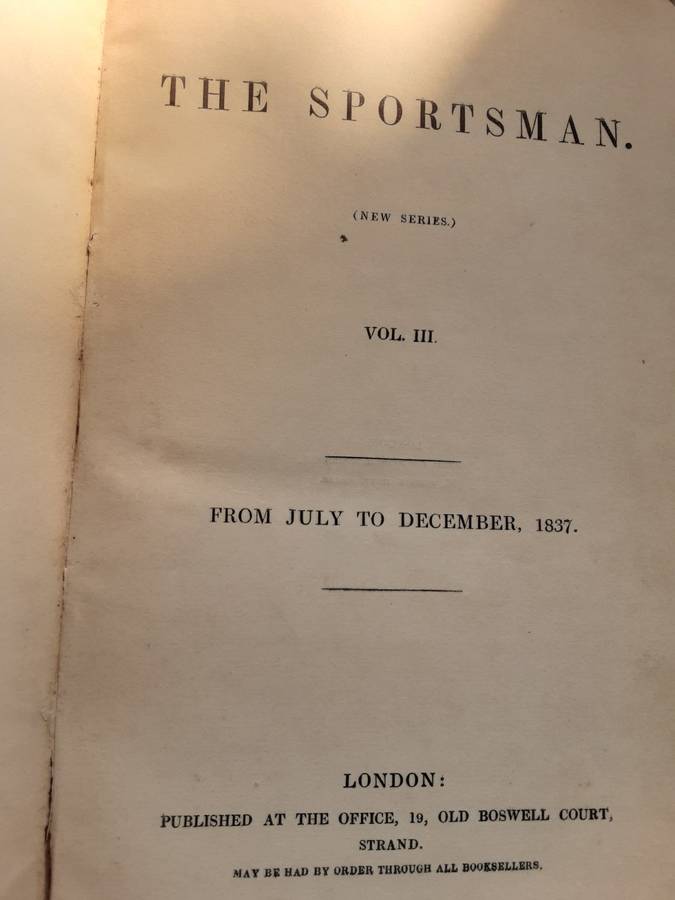 THE SPORTSMAN.
(NEW SERIES.)
VOL. III.
FROM JULY TO DECEMBER, 1837.
LONDON:
PUBLISHED AT THE OFFICE, 19, OLD BOSWELL COURT,
STRAND.
MAY BE HAD BY ORDER THROUGH ALL BOOKSELLERS.